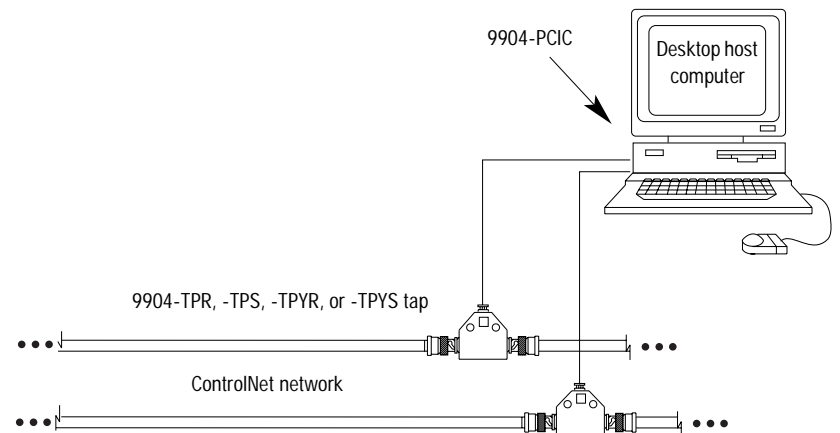 9904-PCIC
Desktop host
computer
9904-TPR, -TPS, -TPYR, or -TPYS tap
ControlNet network